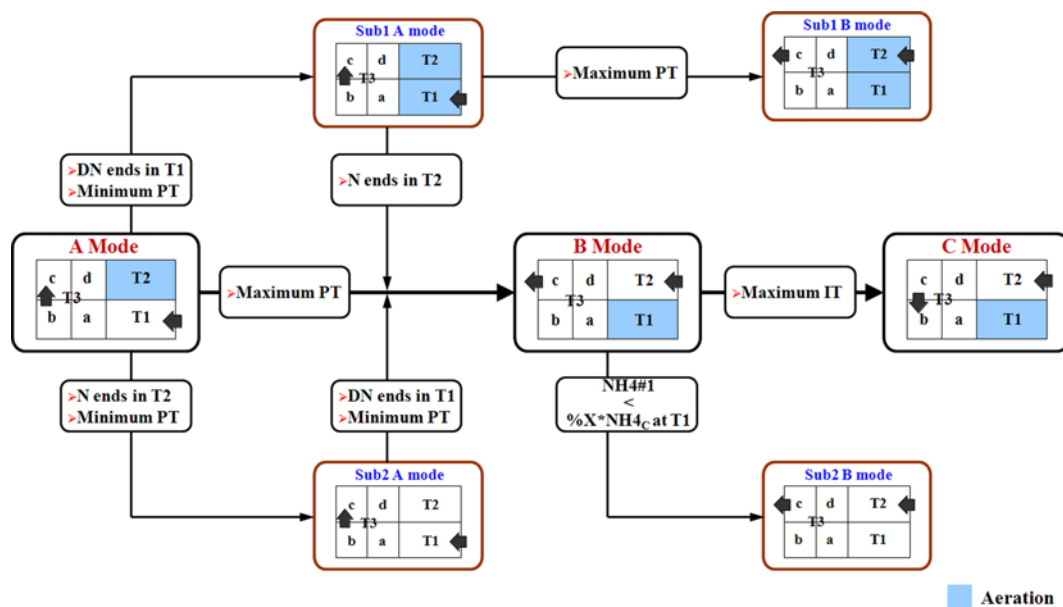 Sub1 A mode
c d T2
T3
b a T1
➢Maximum PT
Sub1 B mode
c d T2
T3
b a T1
➢DN ends in T1
➢Minimum PT
➢N ends in T2
A Mode
c d T2
T3
b a T1
➢Maximum PT
B Mode
c d T2
T3
b a T1
➢Maximum IT
C Mode
c d T2
T3
b a T1
➢N ends in T2
➢Minimum PT
➢DN ends in T1
➢Minimum PT
NH4#1
<
%X*NH4C at T1
Sub2 A mode
c d T2
T3
b a T1
Sub2 B mode
c d T2
T3
b a T1
Aeration